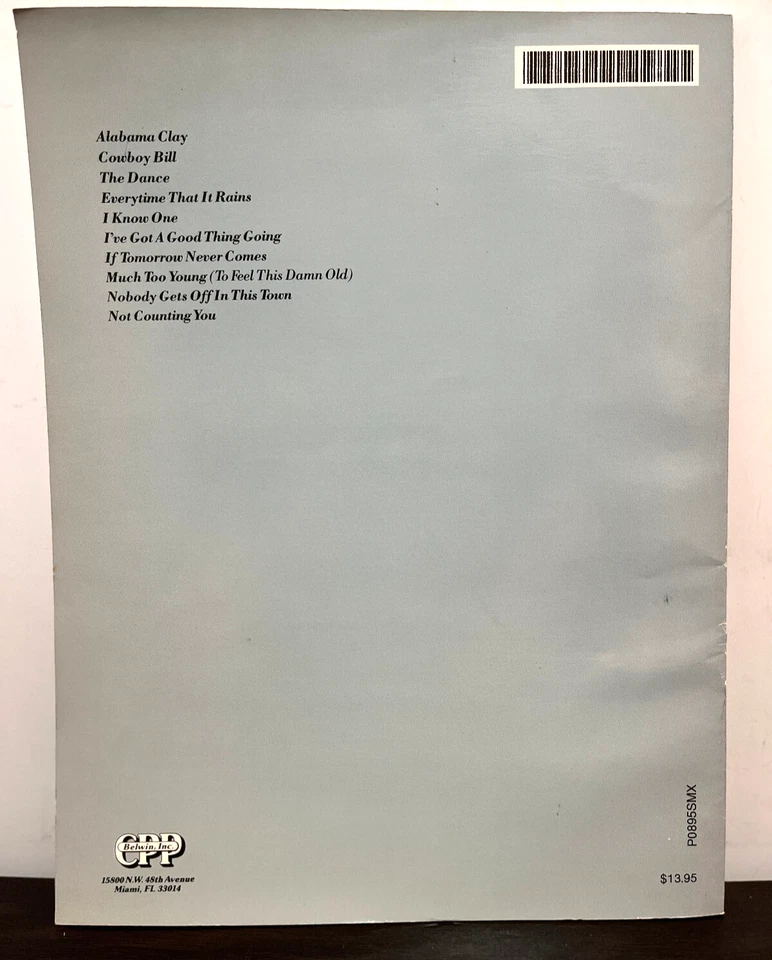 Alabama Clay
Cowboy Bill
The Dance
Everytime That It Rains
I Know One
I've Got A Good Thing Going
If Tomorrow Never Comes
Much Too Young (To Feel This Damn Old)
Nobody Gets Off In This Town
Not Counting You
CPP
Belwin, Inc.
15800 N.W. 48th Avenue
Miami, FL 33014
P0895SMX
$13.95